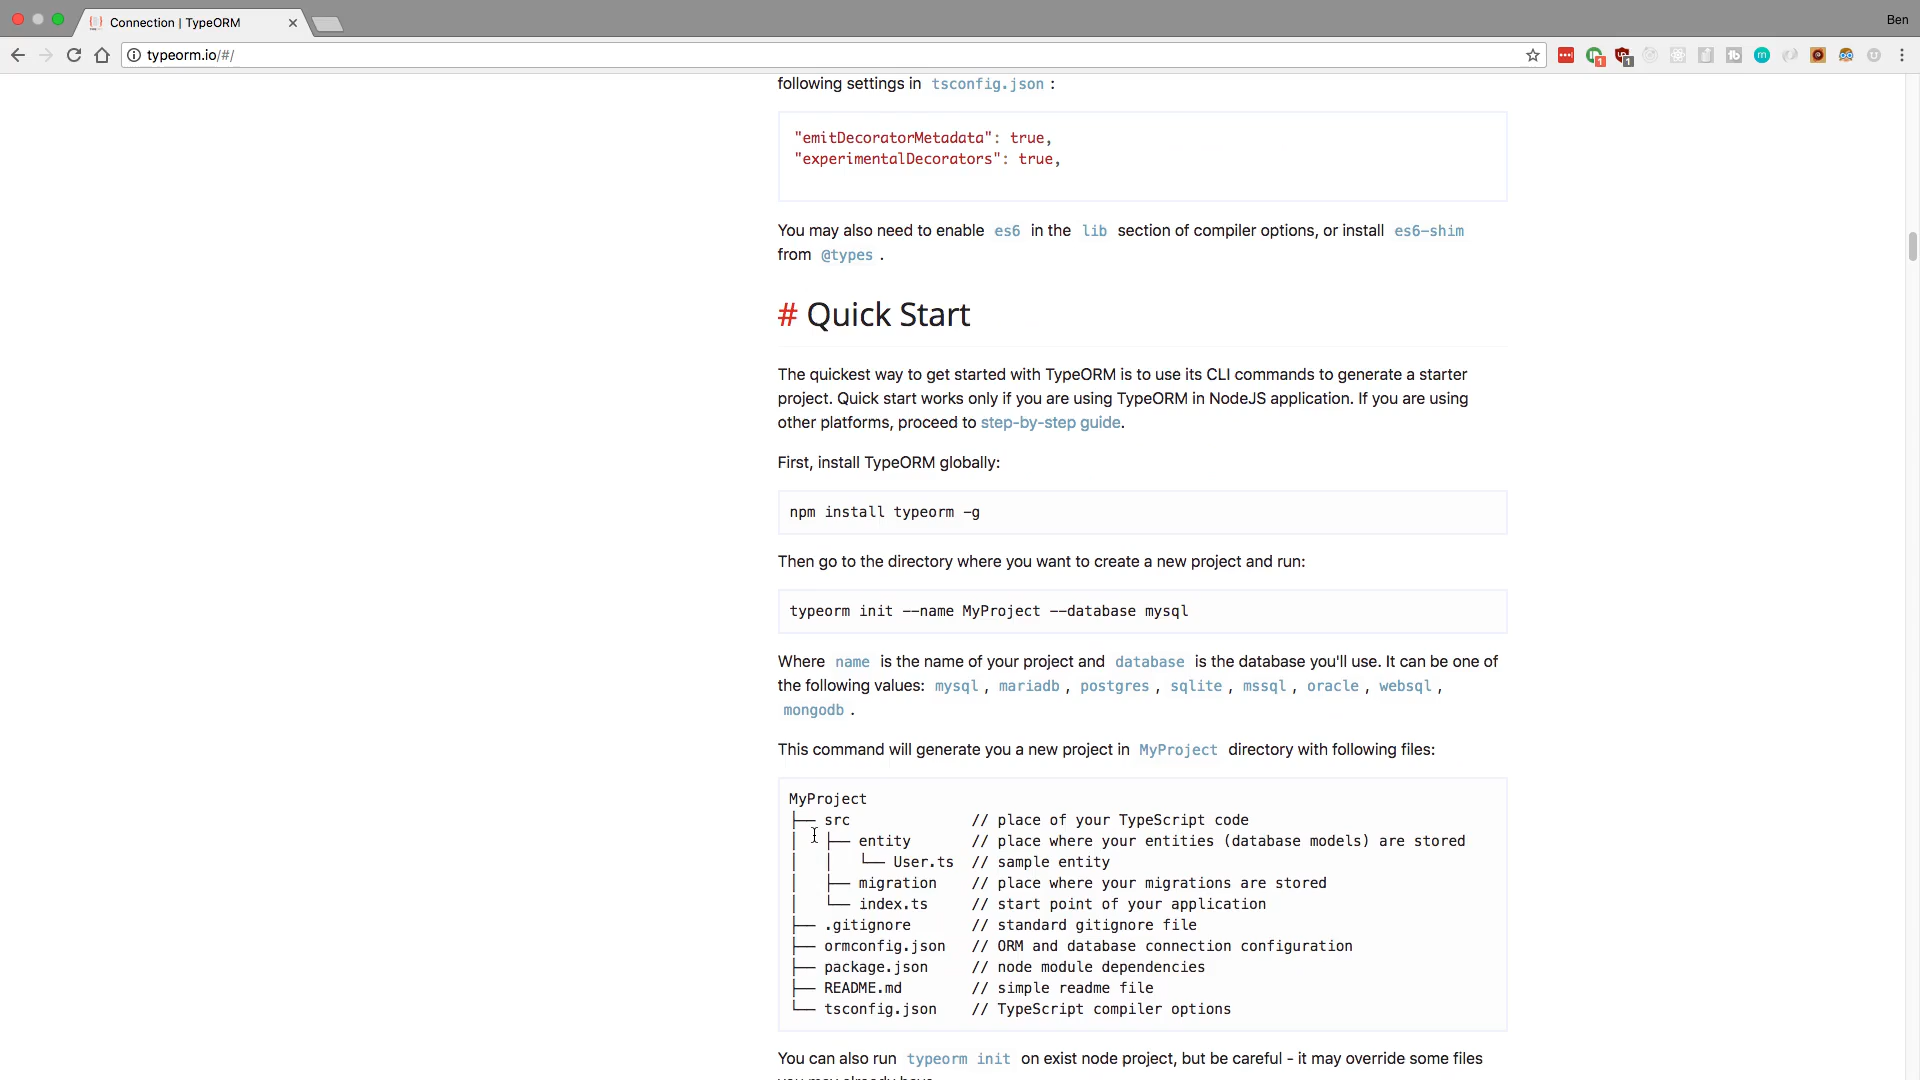 Connection | TypeORM
Ben
typeorm.io/#/
following settings in tsconfig.json :
"emitDecoratorMetadata": true,
"experimentalDecorators": true,
You may also need to enable es6 in the lib section of compiler options, or install es6-shim
from @types .
# Quick Start
The quickest way to get started with TypeORM is to use its CLI commands to generate a starter
project. Quick start works only if you are using TypeORM in NodeJS application. If you are using
other platforms, proceed to step-by-step guide.
First, install TypeORM globally:
npm install typeorm -g
Then go to the directory where you want to create a new project and run:
typeorm init --name MyProject --database mysql
Where name is the name of your project and database is the database you'll use. It can be one of
the following values: mysql , mariadb , postgres , sqlite , mssql , oracle , websql ,
mongodb .
This command will generate you a new project in MyProject directory with following files:
MyProject
├── src // place of your TypeScript code
│ ├── entity // place where your entities (database models) are stored
│ │ └── User.ts // sample entity
│ ├── migration // place where your migrations are stored
│ └── index.ts // start point of your application
├── .gitignore // standard gitignore file
├── ormconfig.json // ORM and database connection configuration
├── package.json // node module dependencies
├── README.md // simple readme file
└── tsconfig.json // TypeScript compiler options
You can also run typeorm init on exist node project, but be careful - it may override some files
you may already have